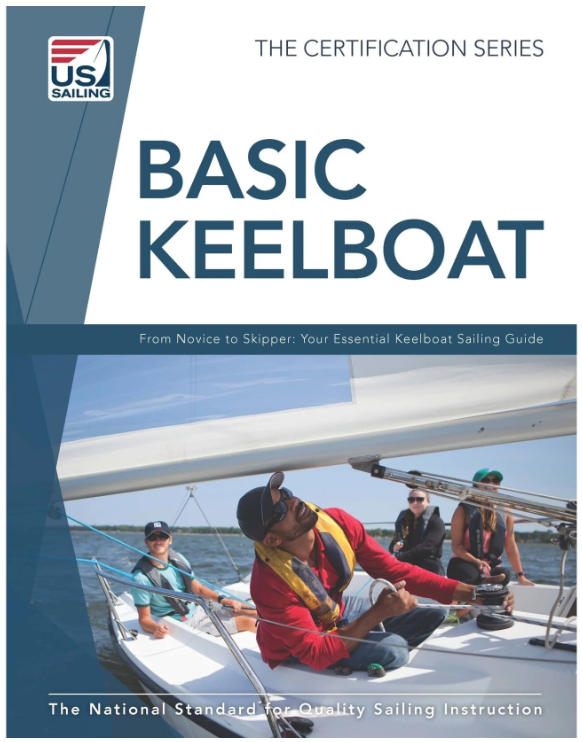 US
SAILING
THE CERTIFICATION SERIES
BASIC
KEELBOAT
From Novice to Skipper: Your Essential Keelboat Sailing Guide
The National Standard for Quality Sailing Instruction